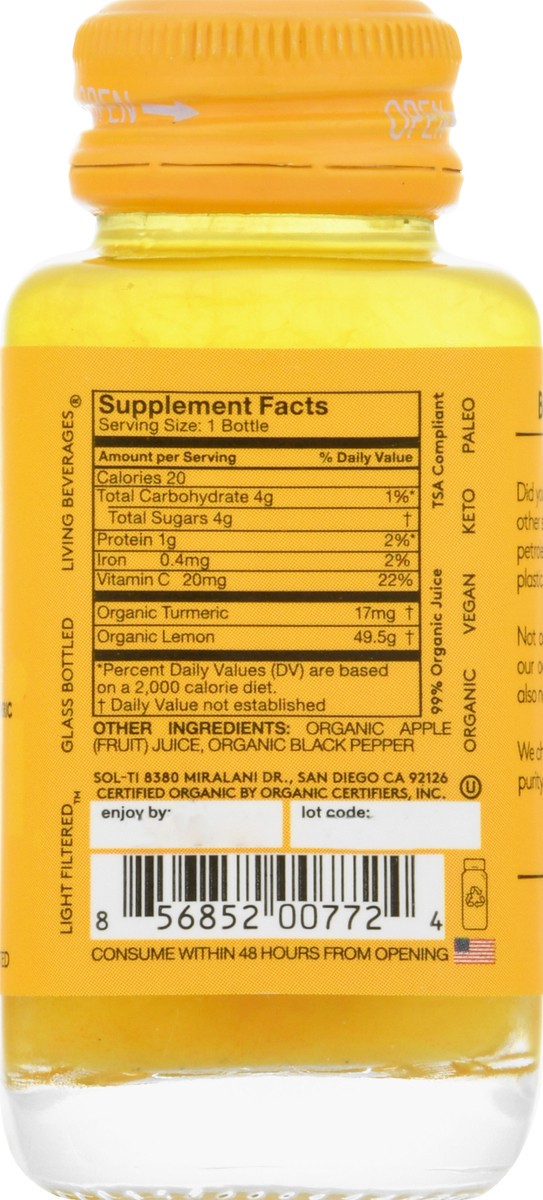 OPEN
OPEN
Supplement Facts
Serving Size: 1 Bottle
Amount per Serving % Daily Value
Calories 20
Total Carbohydrate 4g 1%*
Total Sugars 4g †
Protein 1g 2%*
Iron 0.4mg 2%
Vitamin C 20mg 22%
Organic Turmeric 17mg †
Organic Lemon 49.5g †
*Percent Daily Values (DV) are based
on a 2,000 calorie diet.
† Daily Value not established
OTHER INGREDIENTS: ORGANIC APPLE
(FRUIT) JUICE, ORGANIC BLACK PEPPER
SOL-TI 8380 MIRALANI DR., SAN DIEGO CA 92126
CERTIFIED ORGANIC BY ORGANIC CERTIFIERS, INC.
enjoy by:
lot code:
8 56852 00772 4
CONSUME WITHIN 48 HOURS FROM OPENING
LIGHT FILTERED™ GLASS BOTTLED LIVING BEVERAGES®
99% Organic Juice TSA Compliant
ORGANIC VEGAN KETO PALEO
Did
other
Not
our
also
We
purity